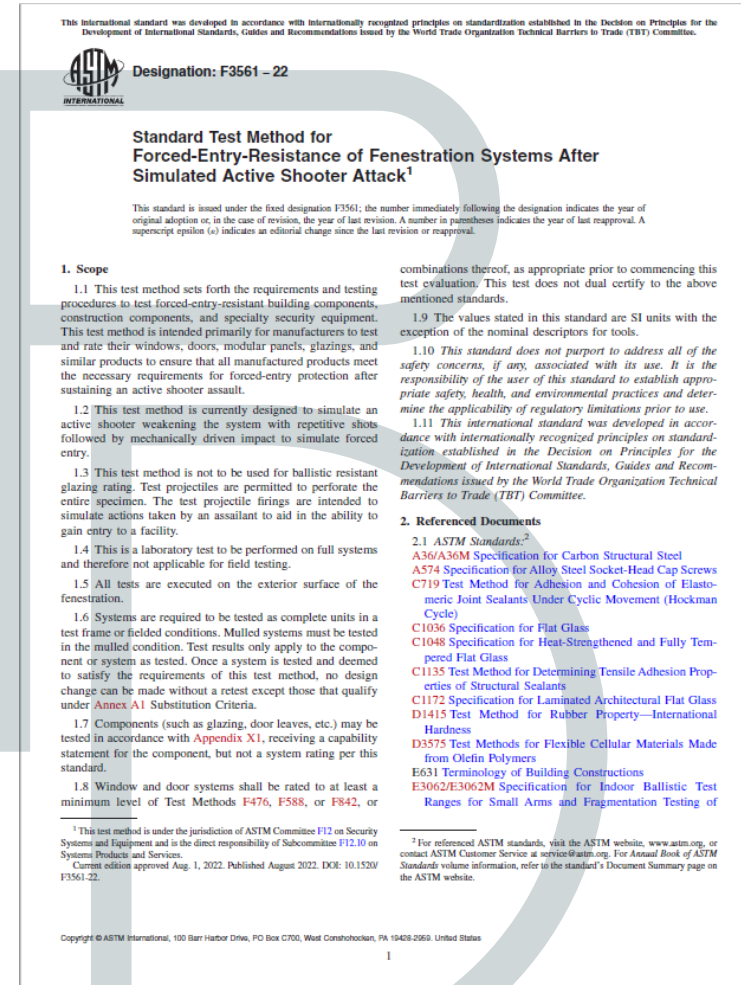 This international standard was developed in accordance with internationally recognized principles on standardization established in the Decision on Principles for the
Development of International Standards, Guides and Recommendations issued by the World Trade Organization Technical Barriers to Trade (TBT) Committee.
ASTM
INTERNATIONAL
Designation: F3561 – 22
Standard Test Method for
Forced-Entry-Resistance of Fenestration Systems After
Simulated Active Shooter Attack¹
This standard is issued under the fixed designation F3561; the number immediately following the designation indicates the year of
original adoption or, in the case of revision, the year of last revision. A number in parentheses indicates the year of last reapproval. A
superscript epsilon (ε) indicates an editorial change since the last revision or reapproval.
1. Scope
1.1 This test method sets forth the requirements and testing
procedures to test forced-entry-resistant building components,
construction components, and specialty security equipment.
This test method is intended primarily for manufacturers to test
and rate their windows, doors, modular panels, glazings, and
similar products to ensure that all manufactured products meet
the necessary requirements for forced-entry protection after
sustaining an active shooter assault.
1.2 This test method is currently designed to simulate an
active shooter weakening the system with repetitive shots
followed by mechanically driven impact to simulate forced
entry.
1.3 This test method is not to be used for ballistic resistant
glazing rating. Test projectiles are permitted to perforate the
entire specimen. The test projectile firings are intended to
simulate actions taken by an assailant to aid in the ability to
gain entry to a facility.
1.4 This is a laboratory test to be performed on full systems
and therefore not applicable for field testing.
1.5 All tests are executed on the exterior surface of the
fenestration.
1.6 Systems are required to be tested as complete units in a
test frame or fielded conditions. Mulled systems must be tested
in the mulled condition. Test results only apply to the compo-
nent or system as tested. Once a system is tested and deemed
to satisfy the requirements of this test method, no design
change can be made without a retest except those that qualify
under Annex A1 Substitution Criteria.
1.7 Components (such as glazing, door leaves, etc.) may be
tested in accordance with Appendix X1, receiving a capability
statement for the component, but not a system rating per this
standard.
1.8 Window and door systems shall be rated to at least a
minimum level of Test Methods F476, F588, or F842, or
combinations thereof, as appropriate prior to commencing this
test evaluation. This test does not dual certify to the above
mentioned standards.
1.9 The values stated in this standard are SI units with the
exception of the nominal descriptors for tools.
1.10 This standard does not purport to address all of the
safety concerns, if any, associated with its use. It is the
responsibility of the user of this standard to establish appro-
priate safety, health, and environmental practices and deter-
mine the applicability of regulatory limitations prior to use.
1.11 This international standard was developed in accor-
dance with internationally recognized principles on standard-
ization established in the Decision on Principles for the
Development of International Standards, Guides and Recom-
mendations issued by the World Trade Organization Technical
Barriers to Trade (TBT) Committee.
2. Referenced Documents
2.1 ASTM Standards:²
A36/A36M Specification for Carbon Structural Steel
A574 Specification for Alloy Steel Socket-Head Cap Screws
C719 Test Method for Adhesion and Cohesion of Elasto-
meric Joint Sealants Under Cyclic Movement (Hockman
Cycle)
C1036 Specification for Flat Glass
C1048 Specification for Heat-Strengthened and Fully Tem-
pered Flat Glass
C1135 Test Method for Determining Tensile Adhesion Prop-
erties of Structural Sealants
C1172 Specification for Laminated Architectural Flat Glass
D1415 Test Method for Rubber Property—International
Hardness
D3575 Test Methods for Flexible Cellular Materials Made
from Olefin Polymers
E631 Terminology of Building Constructions
E3062/E3062M Specification for Indoor Ballistic Test
Ranges for Small Arms and Fragmentation Testing of
¹ This test method is under the jurisdiction of ASTM Committee F12 on Security
Systems and Equipment and is the direct responsibility of Subcommittee F12.10 on
Systems Products and Services.
Current edition approved Aug. 1, 2022. Published August 2022. DOI: 10.1520/
F3561-22.
² For referenced ASTM standards, visit the ASTM website, www.astm.org, or
contact ASTM Customer Service at service@astm.org. For Annual Book of ASTM
Standards volume information, refer to the standard's Document Summary page on
the ASTM website.
Copyright © ASTM International, 100 Barr Harbor Drive, PO Box C700, West Conshohocken, PA 19428-2959. United States
1